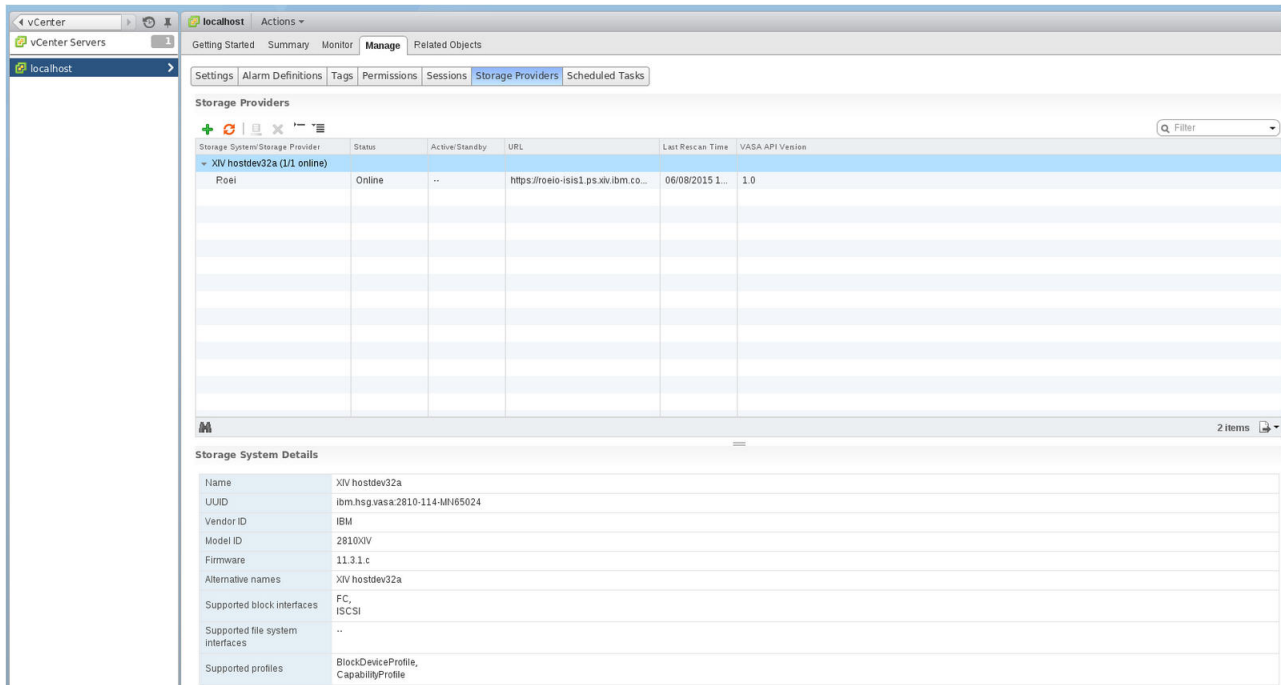 vCenter
localhost Actions
vCenter Servers 1
Getting Started Summary Monitor Manage Related Objects
localhost
Settings Alarm Definitions Tags Permissions Sessions Storage Providers Scheduled Tasks
Storage Providers
Filter
Storage System/Storage Provider Status Active/Standby URL Last Rescan Time VASA API Version
XIV hostdev32a (1/1 online)
Roei Online -- https://roeio-isis1.ps.xiv.ibm.co... 06/08/2015 1... 1.0
2 items
Storage System Details
Name XIV hostdev32a
UUID ibm.hsg.vasa:2810-114-MN65024
Vendor ID IBM
Model ID 2810XIV
Firmware 11.3.1.c
Alternative names XIV hostdev32a
Supported block interfaces FC,
ISCSI
Supported file system
interfaces --
Supported profiles BlockDeviceProfile,
CapabilityProfile